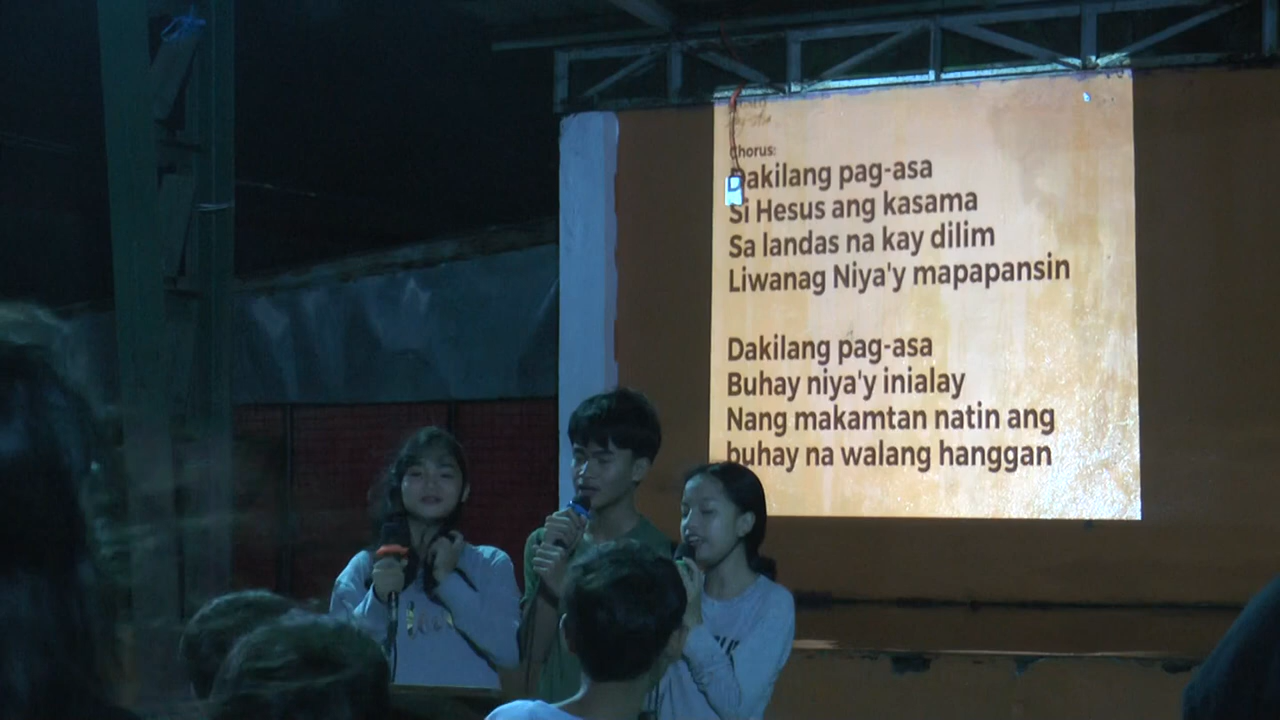 Chorus:
Dakilang pag-asa
Si Hesus ang kasama
Sa landas na kay dilim
Liwanag Niya'y mapapansin
Dakilang pag-asa
Buhay niya'y inialay
Nang makamtan natin ang
buhay na walang hanggan